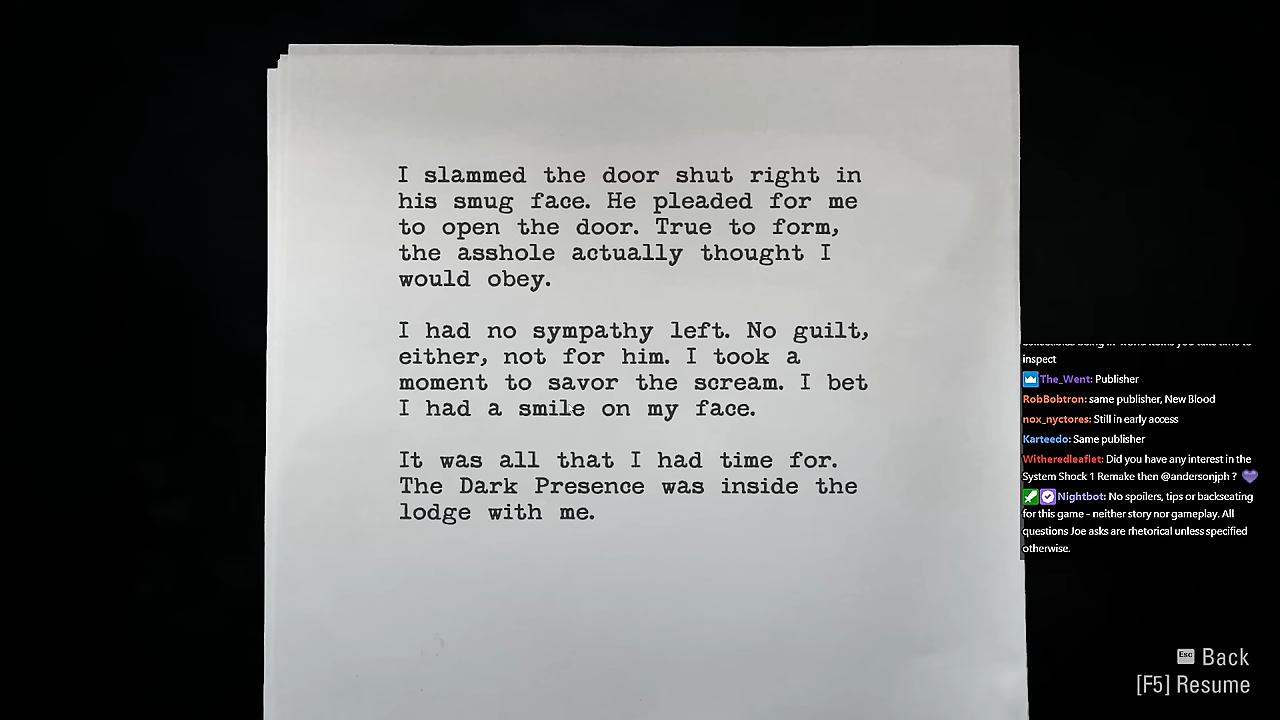 I slammed the door shut right in
his smug face. He pleaded for me
to open the door. True to form,
the asshole actually thought I
would obey.
I had no sympathy left. No guilt,
either, not for him. I took a
moment to savor the scream. I bet
I had a smile on my face.
It was all that I had time for.
The Dark Presence was inside the
lodge with me.
inspect
The_Went: Publisher
RobBobtron: same publisher, New Blood
nox_nyctores: Still in early access
Karteedo: Same publisher
Witheredleaflet: Did you have any interest in the
System Shock 1 Remake then @andersonjph ?
Nightbot: No spoilers, tips or backseating
for this game - neither story nor gameplay. All
questions Joe asks are rhetorical unless specified
otherwise.
Esc Back
[F5] Resume